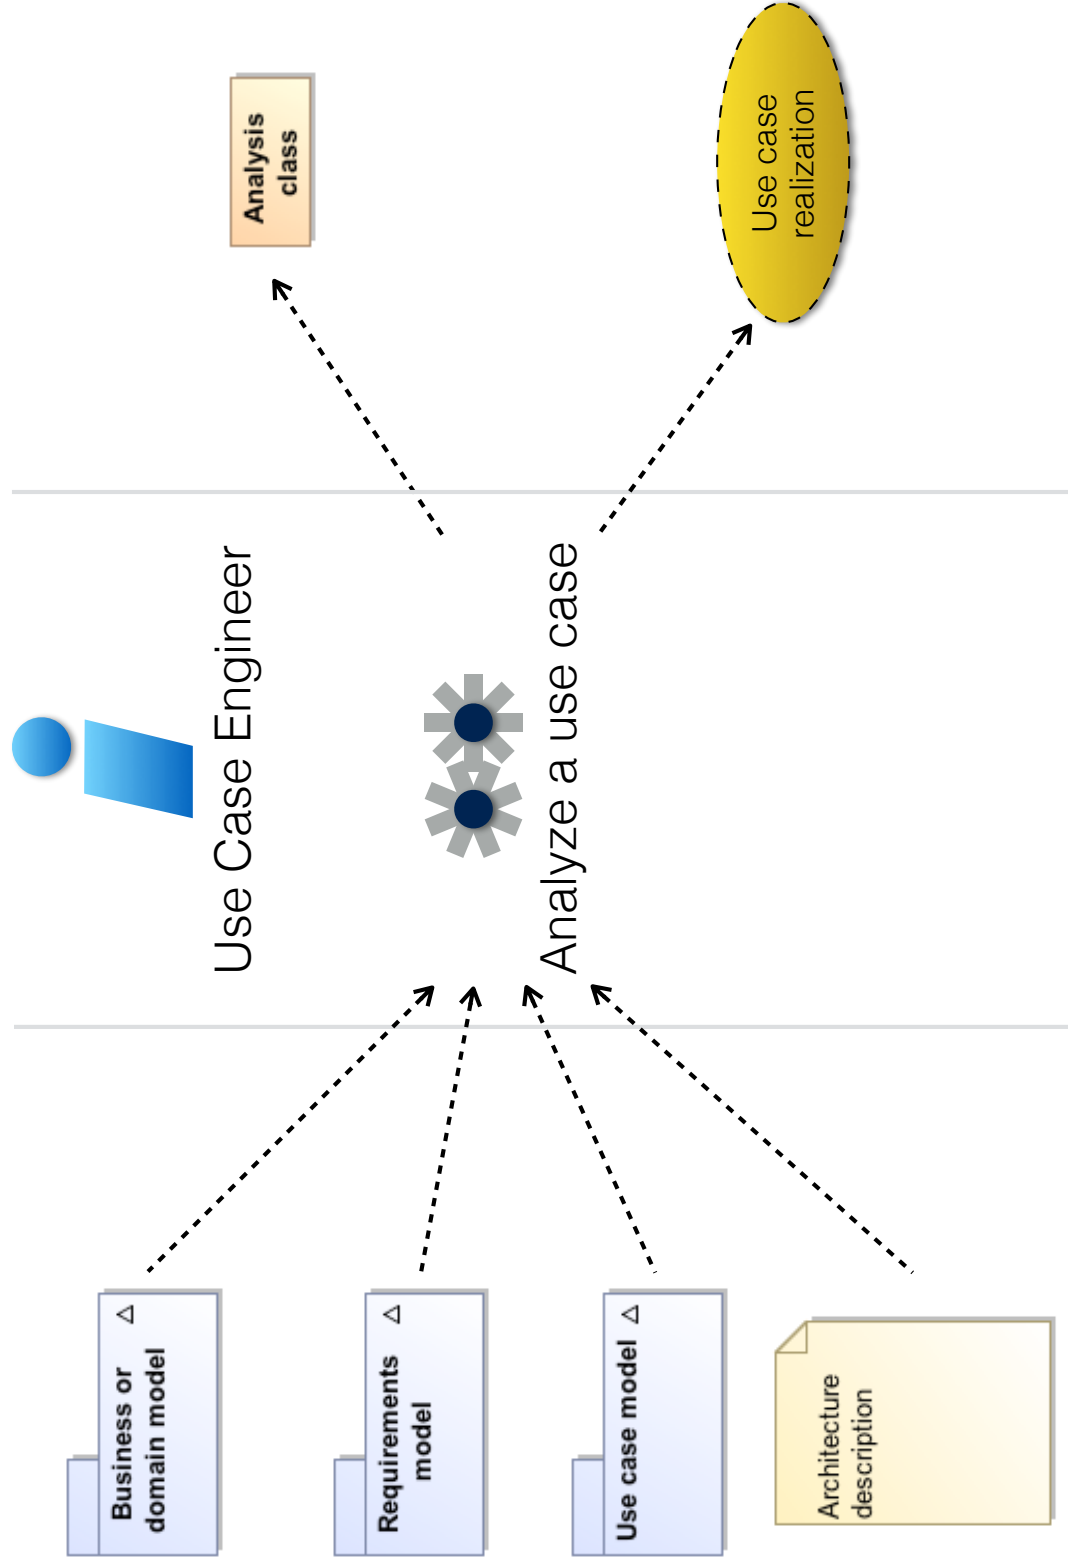 Business or
domain model
Requirements
model
Use case model
Architecture
description
Use Case Engineer
Analyze a use case
Analysis
class
Use case
realization